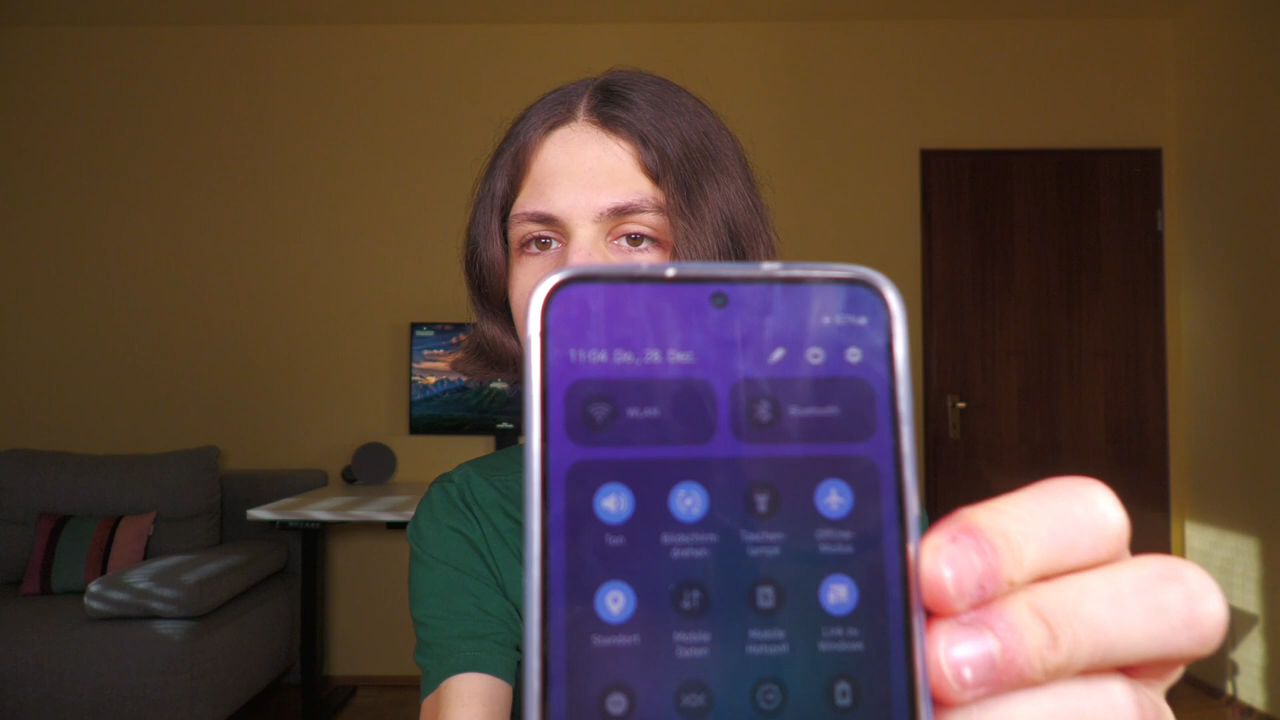 11:04 Do., 28. Dez.
WLAN
Bluetooth
Ton
Bildschirm
drehen
Taschen-
lampe
Offline-
Modus
Standort
Mobile
Daten
Mobile
Hotspot
Link zu
Windows